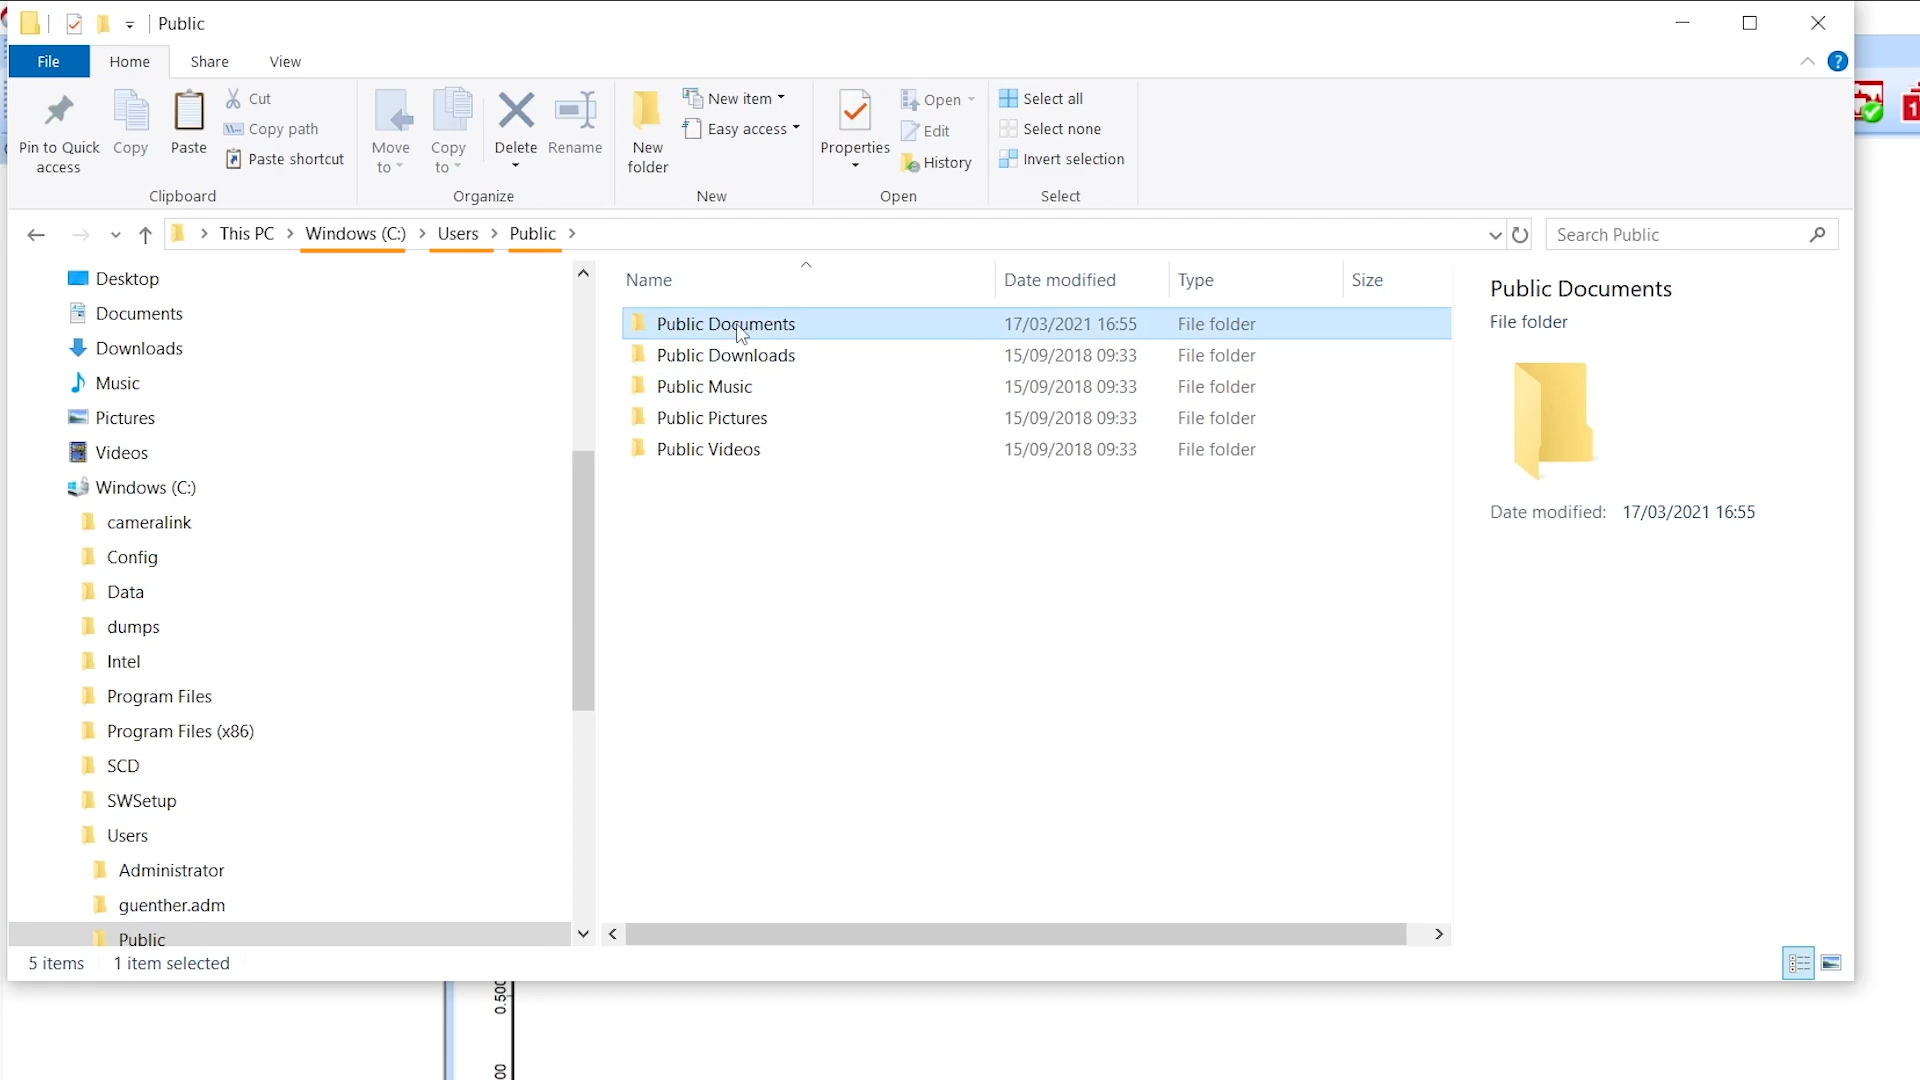 Public
File Home Share View
Pin to Quick access
Copy
Paste
Cut
Copy path
Paste shortcut
Clipboard
Move to
Copy to
Delete
Rename
Organize
New folder
New item
Easy access
New
Properties
Open
Edit
History
Open
Select all
Select none
Invert selection
Select
This PC > Windows (C:) > Users > Public >
Search Public
Desktop
Documents
Downloads
Music
Pictures
Videos
Windows (C:)
cameralink
Config
Data
dumps
Intel
Program Files
Program Files (x86)
SCD
SWSetup
Users
Administrator
guenther.adm
Public
Name Date modified Type Size
Public Documents 17/03/2021 16:55 File folder
Public Downloads 15/09/2018 09:33 File folder
Public Music 15/09/2018 09:33 File folder
Public Pictures 15/09/2018 09:33 File folder
Public Videos 15/09/2018 09:33 File folder
Public Documents
File folder
Date modified: 17/03/2021 16:55
5 items 1 item selected